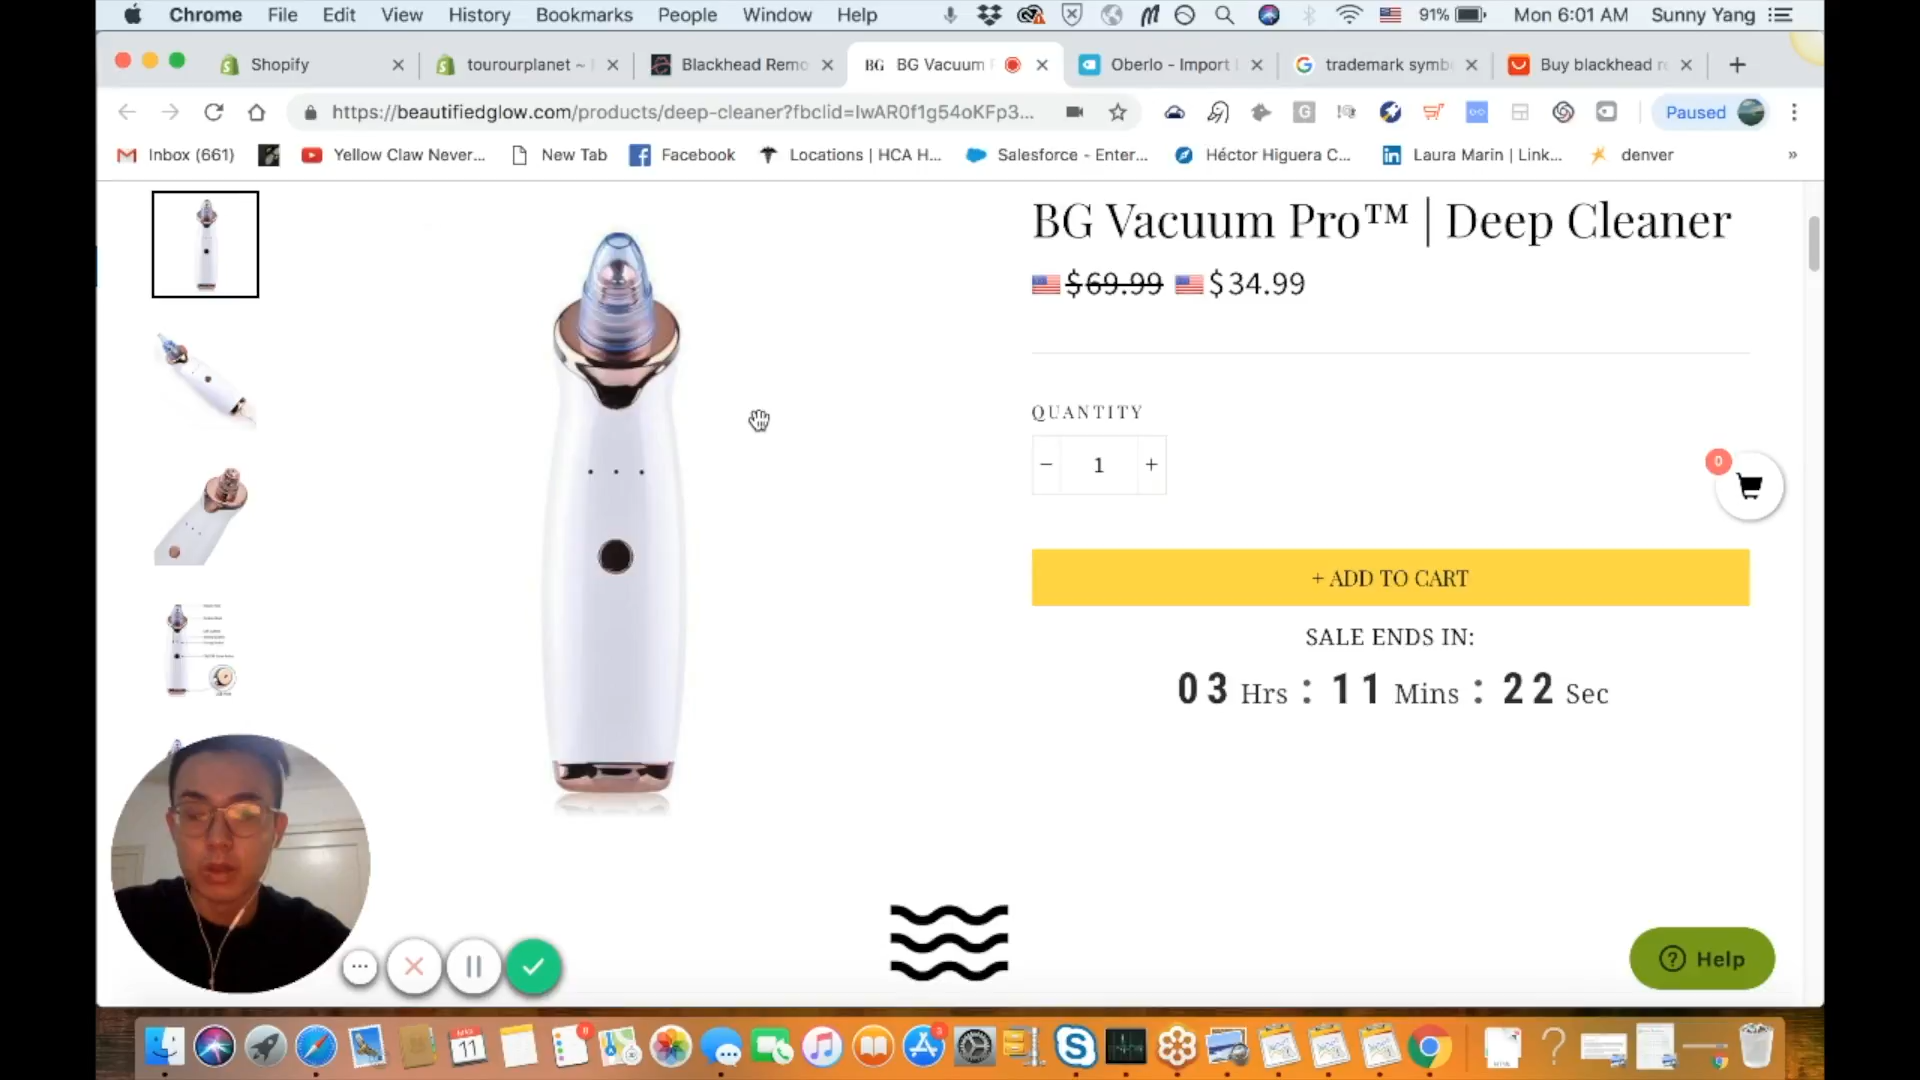 Chrome File Edit View History Bookmarks People Window Help 91% Mon 6:01 AM Sunny Yang
Shopify tourourplanet ~ Blackhead Remo BG BG Vacuum Oberlo - Import trademark symb Buy blackhead
https://beautifiedglow.com/products/deep-cleaner?fbclid=IwAR0f1g54oKFp3... Paused
Inbox (661) Yellow Claw Never... New Tab Facebook Locations | HCA H... Salesforce - Enter... Héctor Higuera C... Laura Marin | Link... denver »
BG Vacuum Pro™ | Deep Cleaner
$69.99 $34.99
QUANTITY
− 1 +
0
+ ADD TO CART
SALE ENDS IN:
03 Hrs : 11 Mins : 22 Sec
Help
11